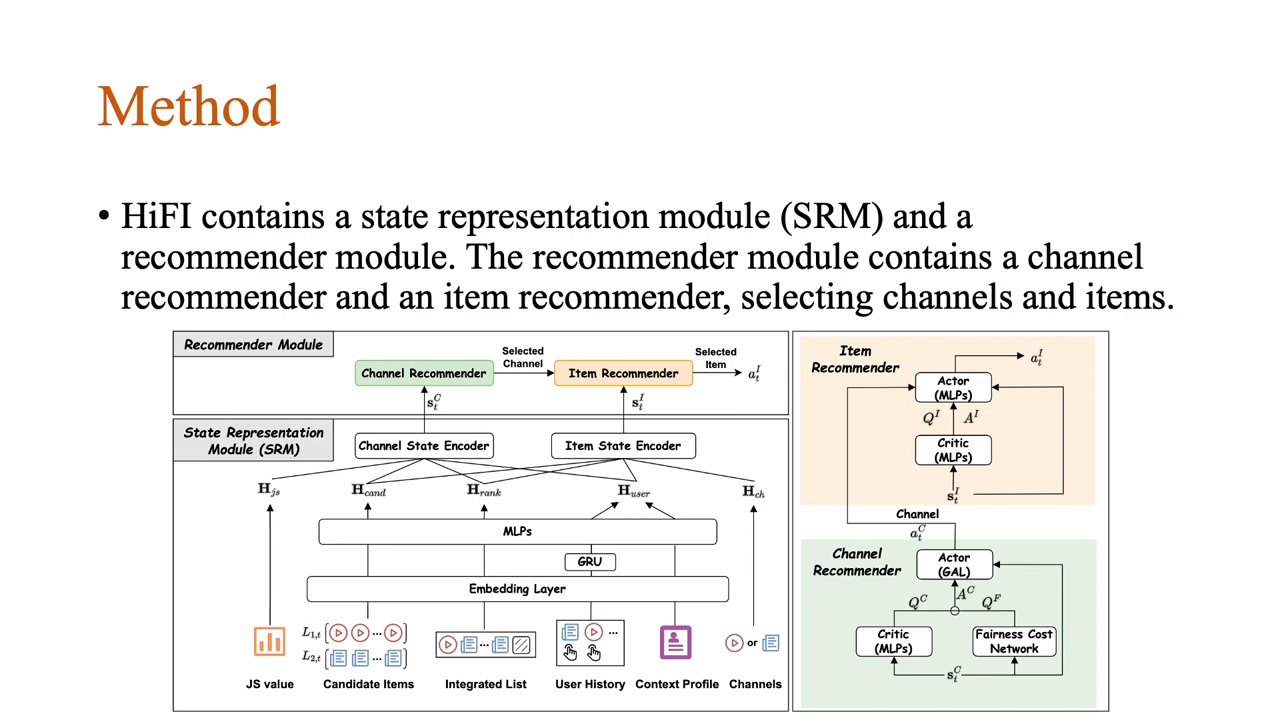 Method
• HiFI contains a state representation module (SRM) and a
recommender module. The recommender module contains a channel
recommender and an item recommender, selecting channels and items.
Recommender Module
Channel Recommender
Selected
Channel
Item Recommender
Selected
Item
a_t^I
s_t^C
s_t^I
State Representation
Module (SRM)
Channel State Encoder
Item State Encoder
H_js
H_cand
H_rank
H_user
H_ch
MLPs
GRU
Embedding Layer
L_{1,t}
...
L_{2,t}
...
...
...
or
JS value
Candidate Items
Integrated List
User History
Context Profile
Channels
Item
Recommender
a_t^I
Actor
(MLPs)
Q^I
A^I
Critic
(MLPs)
s_t^I
Channel
a_t^C
Channel
Recommender
Actor
(GAL)
Q^C
A^C
Q^F
Critic
(MLPs)
Fairness Cost
Network
s_t^C